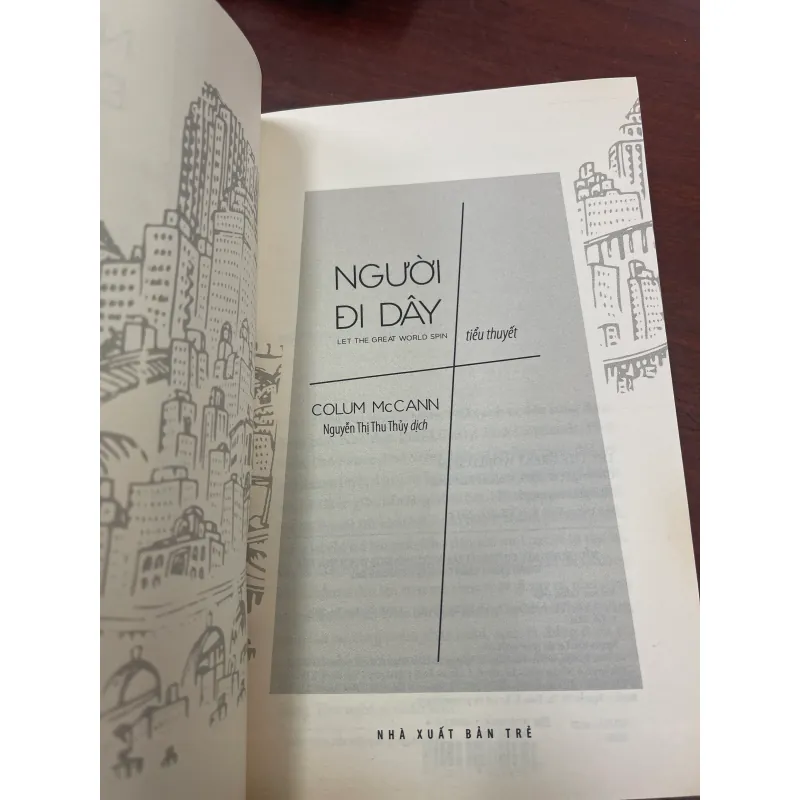 NGƯỜI
ĐI DÂY
LET THE GREAT WORLD SPIN
tiểu thuyết
COLUM McCANN
Nguyễn Thị Thu Thủy dịch
NHÀ XUẤT BẢN TRẺ